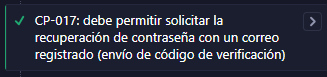 CP-017: debe permitir solicitar la
recuperación de contraseña con un correo
registrado (envío de código de verificación)